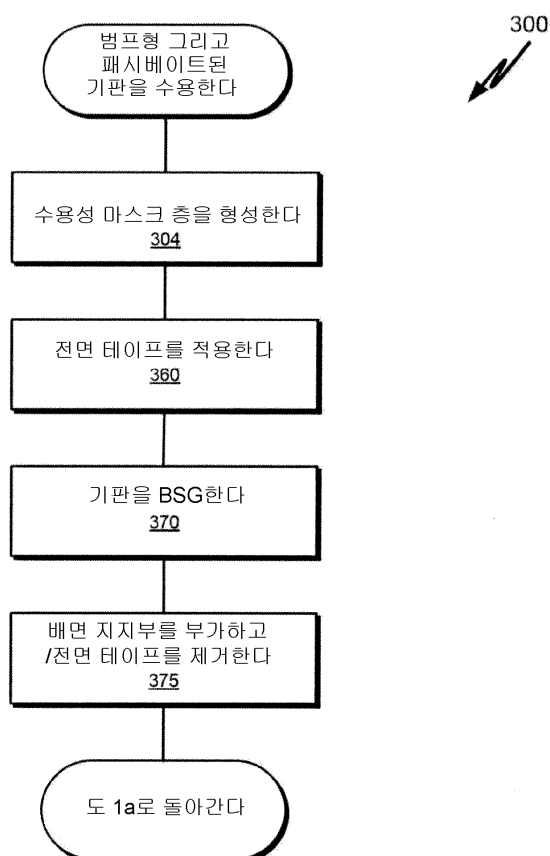 300
범프형 그리고
패시베이트된
기판을 수용한다
수용성 마스크 층을 형성한다
304
전면 테이프를 적용한다
360
기판을 BSG한다
370
배면 지지부를 부가하고
/전면 테이프를 제거한다
375
도 1a로 돌아간다